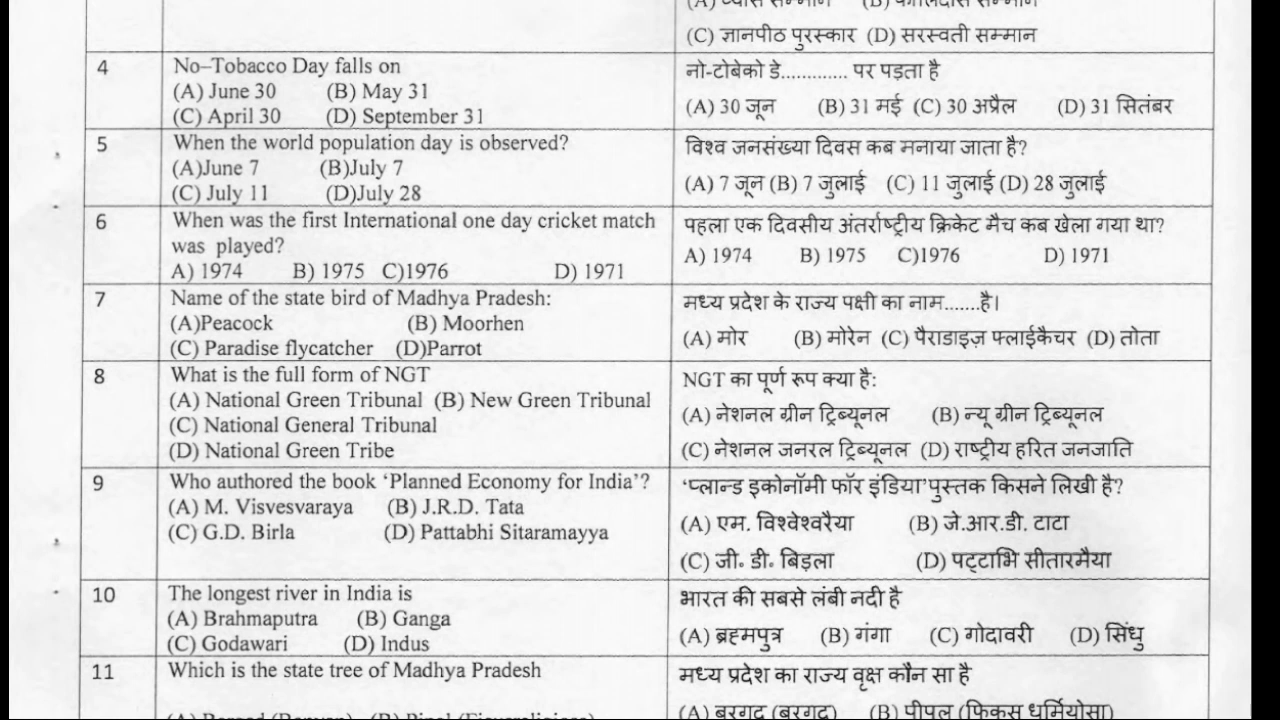 (C) ज्ञानपीठ पुरस्कार (D) सरस्वती सम्मान
4
No–Tobacco Day falls on
(A) June 30 (B) May 31
(C) April 30 (D) September 31
नो-टोबेको डे............. पर पड़ता है
(A) 30 जून (B) 31 मई (C) 30 अप्रैल (D) 31 सितंबर
5
When the world population day is observed?
(A)June 7 (B)July 7
(C) July 11 (D)July 28
विश्व जनसंख्या दिवस कब मनाया जाता है?
(A) 7 जून (B) 7 जुलाई (C) 11 जुलाई (D) 28 जुलाई
6
When was the first International one day cricket match
was played?
A) 1974 B) 1975 C)1976 D) 1971
पहला एक दिवसीय अंतर्राष्ट्रीय क्रिकेट मैच कब खेला गया था?
A) 1974 B) 1975 C)1976 D) 1971
7
Name of the state bird of Madhya Pradesh:
(A)Peacock (B) Moorhen
(C) Paradise flycatcher (D)Parrot
मध्य प्रदेश के राज्य पक्षी का नाम.......है।
(A) मोर (B) मोरेन (C) पैराडाइज़ फ्लाईकैचर (D) तोता
8
What is the full form of NGT
(A) National Green Tribunal (B) New Green Tribunal
(C) National General Tribunal
(D) National Green Tribe
NGT का पूर्ण रूप क्या है:
(A) नेशनल ग्रीन ट्रिब्यूनल (B) न्यू ग्रीन ट्रिब्यूनल
(C) नेशनल जनरल ट्रिब्यूनल (D) राष्ट्रीय हरित जनजाति
9
Who authored the book ‘Planned Economy for India’?
(A) M. Visvesvaraya (B) J.R.D. Tata
(C) G.D. Birla (D) Pattabhi Sitaramayya
‘प्लान्ड इकोनॉमी फॉर इंडिया’पुस्तक किसने लिखी है?
(A) एम. विश्वेश्वरैया (B) जे.आर.डी. टाटा
(C) जी. डी. बिड़ला (D) पट्टाभि सीतारमैया
10
The longest river in India is
(A) Brahmaputra (B) Ganga
(C) Godawari (D) Indus
भारत की सबसे लंबी नदी है
(A) ब्रह्मपुत्र (B) गंगा (C) गोदावरी (D) सिंधु
11
Which is the state tree of Madhya Pradesh
मध्य प्रदेश का राज्य वृक्ष कौन सा है
(A) बरगद (बरगद) (B) पीपल (फिकस धर्मियोसा)